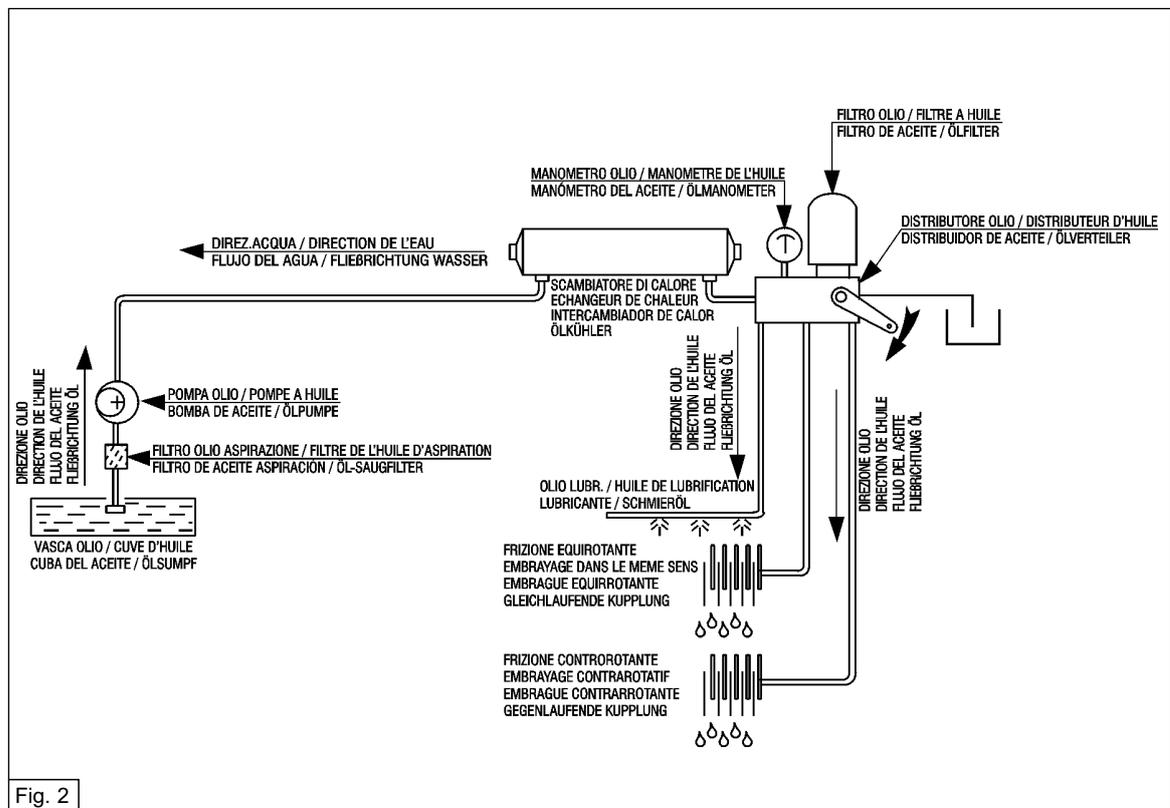 FILTRO OLIO / FILTRE A HUILE
FILTRO DE ACEITE / ÖLFILTER
MANOMETRO OLIO / MANOMETRE DE L'HUILE
MANÓMETRO DEL ACEITE / ÖLMANOMETER
DISTRIBUTORE OLIO / DISTRIBUTEUR D'HUILE
DISTRIBUIDOR DE ACEITE / ÖLVERTEILER
DIREZ.ACQUA / DIRECTION DE L'EAU
FLUJO DEL AGUA / FLIEBRICHTUNG WASSER
SCAMBIATORE DI CALORE
ECHANGEUR DE CHALEUR
INTERCAMBIADOR DE CALOR
ÖLKÜHLER
DIREZIONE OLIO
DIRECTION DE L'HUILE
FLUJO DEL ACEITE
FLIEBRICHTUNG ÖL
POMPA OLIO / POMPE A HUILE
BOMBA DE ACEITE / ÖLPUMPE
FILTRO OLIO ASPIRAZIONE / FILTRE DE L'HUILE D'ASPIRATION
FILTRO DE ACEITE ASPIRACIÓN / ÖL-SAUGFILTER
VASCA OLIO / CUVE D'HUILE
CUBA DEL ACEITE / ÖLSUMPF
DIREZIONE OLIO
DIRECTION DE L'HUILE
FLUJO DEL ACEITE
FLIEBRICHTUNG ÖL
DIREZIONE OLIO
DIRECTION DE L'HUILE
FLUJO DEL ACEITE
FLIEBRICHTUNG ÖL
OLIO LUBR. / HUILE DE LUBRIFICATION
LUBRICANTE / SCHMIERÖL
FRIZIONE EQUIROTANTE
EMBRAYAGE DANS LE MEME SENS
EMBRAGUE EQUIRROTANTE
GLEICHLAUFENDE KUPPLUNG
FRIZIONE CONTROROTANTE
EMBRAYAGE CONTRAROTATIF
EMBRAGUE CONTRARROTANTE
GEGENLAUFENDE KUPPLUNG
Fig. 2